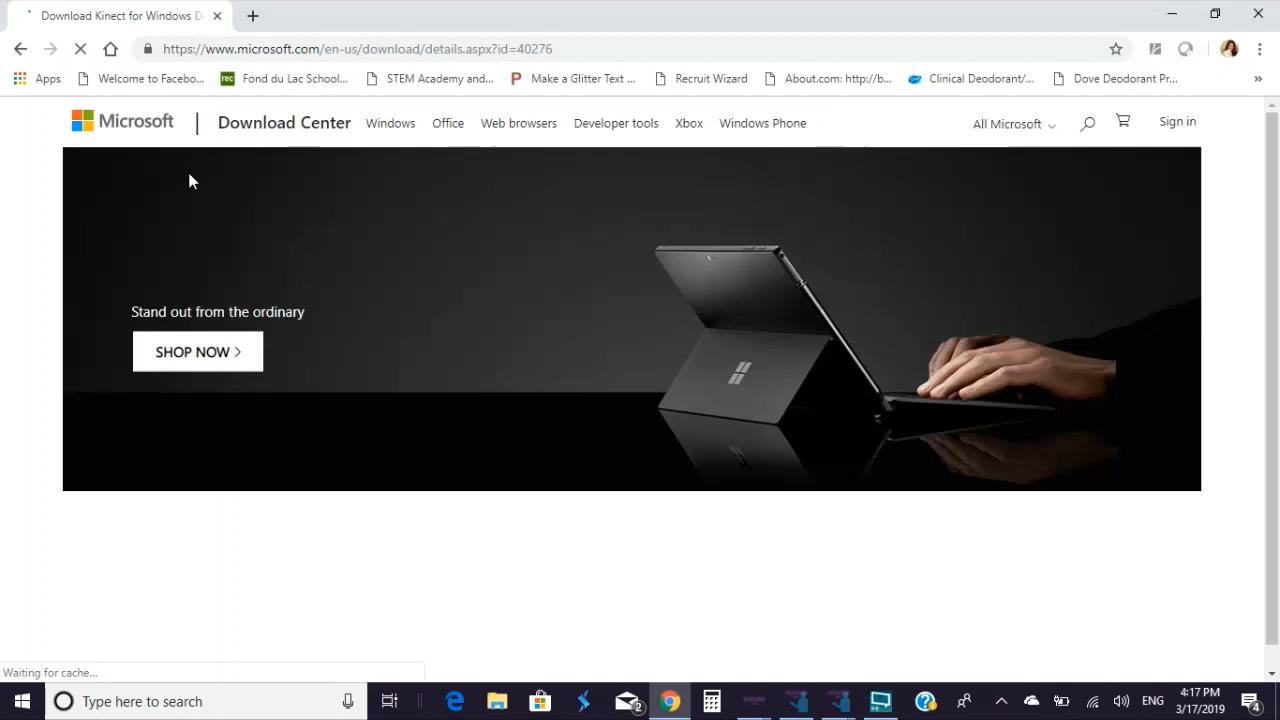 Download Kinect for Windows D
https://www.microsoft.com/en-us/download/details.aspx?id=40276
Apps Welcome to Facebo... rec Fond du Lac School... STEM Academy and... Make a Glitter Text ... Recruit Wizard About.com: http://b... Clinical Deodorant/... Dove Deodorant Pr... »
Microsoft | Download Center Windows Office Web browsers Developer tools Xbox Windows Phone All Microsoft Sign in
Stand out from the ordinary
SHOP NOW >
Waiting for cache...
Type here to search
2
ENG
4:17 PM
3/17/2019
4